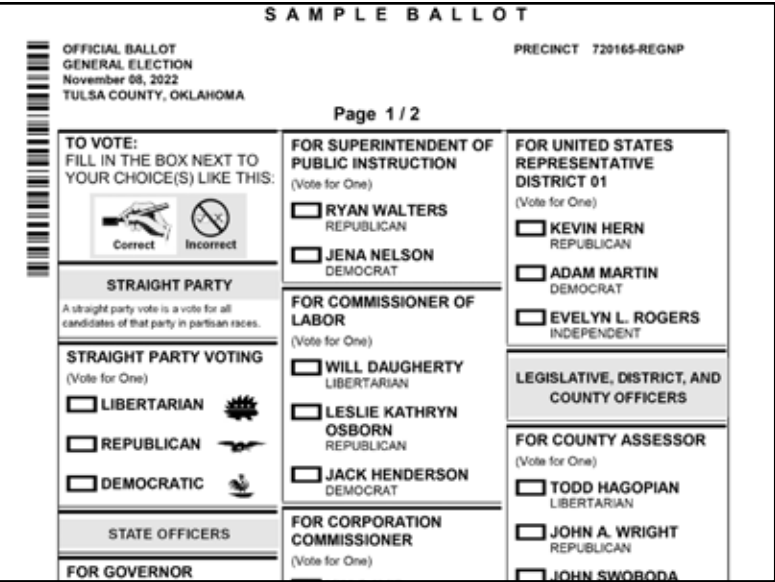 SAMPLE BALLOT
OFFICIAL BALLOT
GENERAL ELECTION
November 08, 2022
TULSA COUNTY, OKLAHOMA
PRECINCT 720165-REGNP
Page 1 / 2
TO VOTE:
FILL IN THE BOX NEXT TO
YOUR CHOICE(S) LIKE THIS:
Correct
Incorrect
STRAIGHT PARTY
A straight party vote is a vote for all
candidates of that party in partisan races.
STRAIGHT PARTY VOTING
(Vote for One)
LIBERTARIAN
REPUBLICAN
DEMOCRATIC
STATE OFFICERS
FOR GOVERNOR
FOR SUPERINTENDENT OF
PUBLIC INSTRUCTION
(Vote for One)
RYAN WALTERS
REPUBLICAN
JENA NELSON
DEMOCRAT
FOR COMMISSIONER OF
LABOR
(Vote for One)
WILL DAUGHERTY
LIBERTARIAN
LESLIE KATHRYN
OSBORN
REPUBLICAN
JACK HENDERSON
DEMOCRAT
FOR CORPORATION
COMMISSIONER
(Vote for One)
FOR UNITED STATES
REPRESENTATIVE
DISTRICT 01
(Vote for One)
KEVIN HERN
REPUBLICAN
ADAM MARTIN
DEMOCRAT
EVELYN L. ROGERS
INDEPENDENT
LEGISLATIVE, DISTRICT, AND
COUNTY OFFICERS
FOR COUNTY ASSESSOR
(Vote for One)
TODD HAGOPIAN
LIBERTARIAN
JOHN A. WRIGHT
REPUBLICAN
JOHN SWOBODA